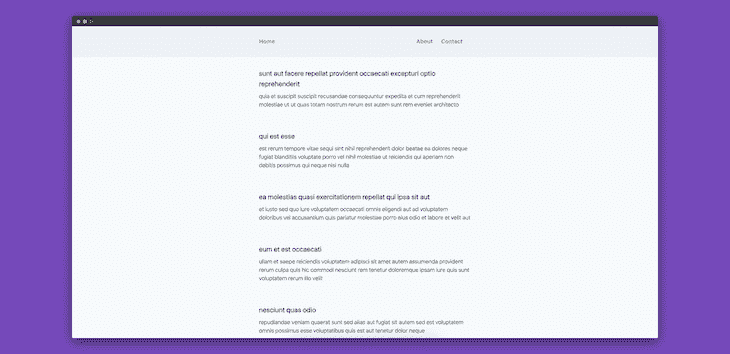 Home About Contact
sunt aut facere repellat provident occaecati excepturi optio
reprehenderit
quia et suscipit suscipit recusandae consequuntur expedita et cum reprehenderit
molestiae ut ut quas totam nostrum rerum est autem sunt rem eveniet architecto
qui est esse
est rerum tempore vitae sequi sint nihil reprehenderit dolor beatae ea dolores neque
fugiat blanditiis voluptate porro vel nihil molestiae ut reiciendis qui aperiam non
debitis possimus qui neque nisi nulla
ea molestias quasi exercitationem repellat qui ipsa sit aut
et iusto sed quo iure voluptatem occaecati omnis eligendi aut ad voluptatem
doloribus vel accusantium quis pariatur molestiae porro eius odio et labore et velit aut
eum et est occaecati
ullam et saepe reiciendis voluptatem adipisci sit amet autem assumenda provident
rerum culpa quis hic commodi nesciunt rem tenetur doloremque ipsam iure quis sunt
voluptatem rerum illo velit
nesciunt quas odio
repudiandae veniam quaerat sunt sed alias aut fugiat sit autem sed est voluptatem
omnis possimus esse voluptatibus quis est aut tenetur dolor neque